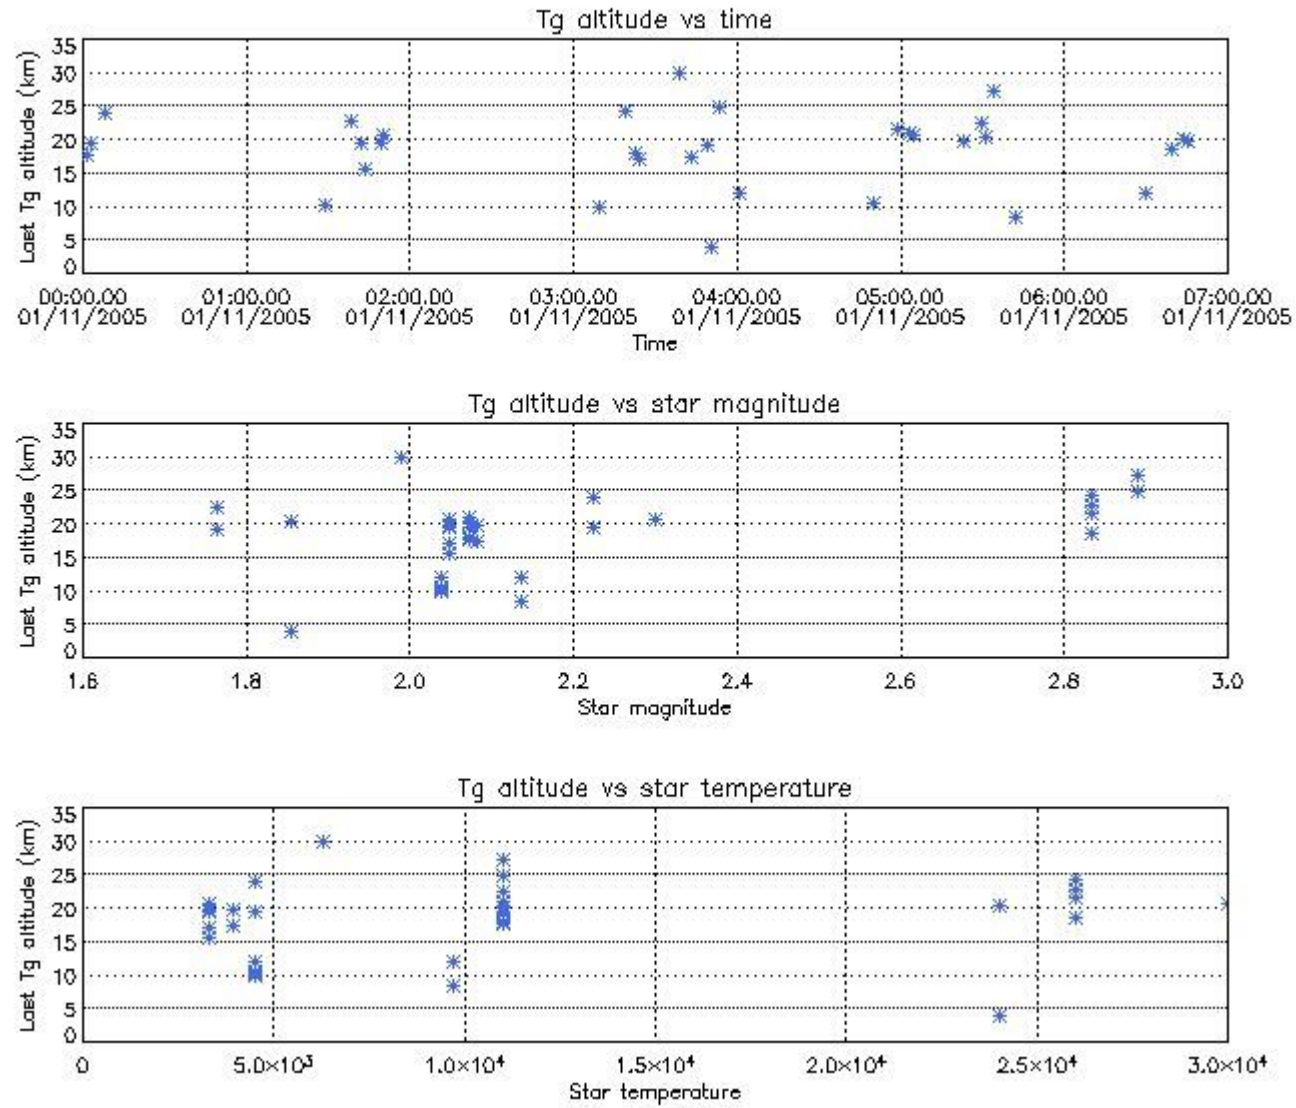 Tg altitude vs time
Last Tg altitude (km)
35
30
25
20
15
10
5
0
00:00.00 01:00.00 02:00.00 03:00.00 04:00.00 05:00.00 06:00.00 07:00.00
01/11/2005 01/11/2005 01/11/2005 01/11/2005 01/11/2005 01/11/2005 01/11/2005 01/11/2005
Time
Tg altitude vs star magnitude
Last Tg altitude (km)
35
30
25
20
15
10
5
0
1.6 1.8 2.0 2.2 2.4 2.6 2.8 3.0
Star magnitude
Tg altitude vs star temperature
Last Tg altitude (km)
35
30
25
20
15
10
5
0
0 5.0×10³ 1.0×10⁴ 1.5×10⁴ 2.0×10⁴ 2.5×10⁴ 3.0×10⁴
Star temperature